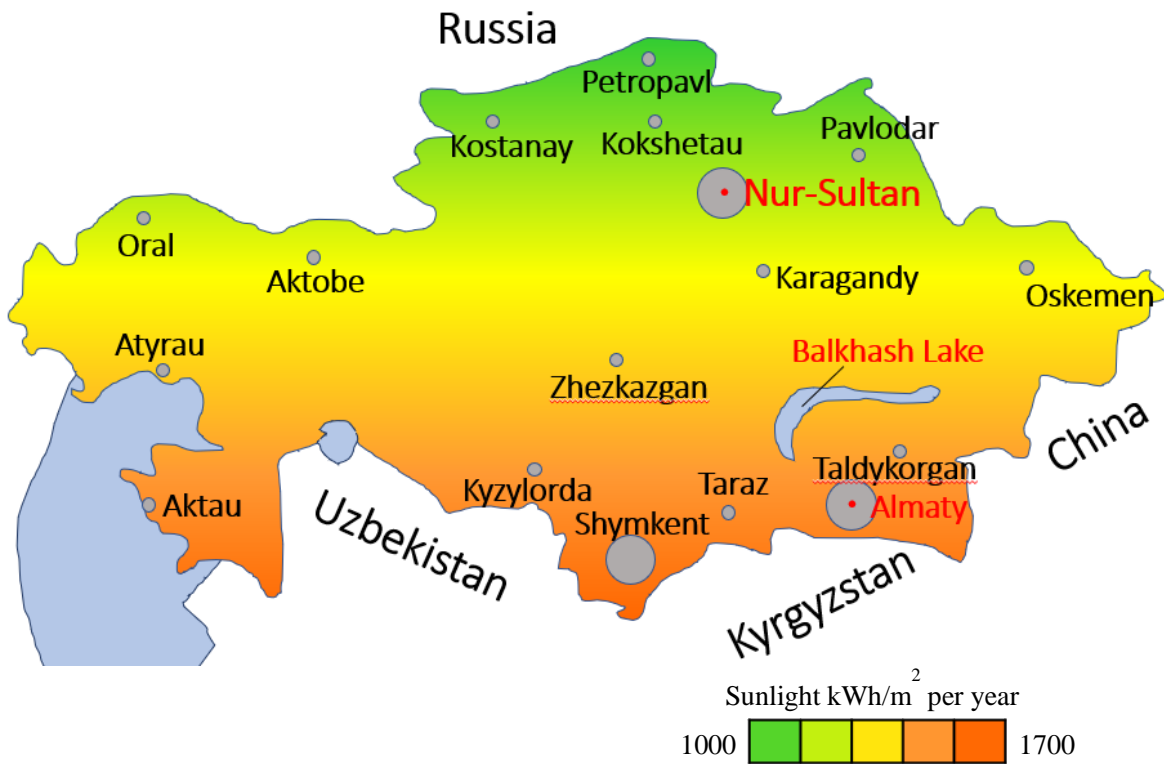 Russia
Petropavl
Kostanay
Kokshetau
Pavlodar
Nur-Sultan
Oral
Aktobe
Karagandy
Oskemen
Atyrau
Balkhash Lake
Zhezkazgan
China
Taldykorgan
Kyzylorda
Taraz
Aktau
Almaty
Uzbekistan
Shymkent
Kyrgyzstan
Sunlight kWh/m² per year
1000 1700